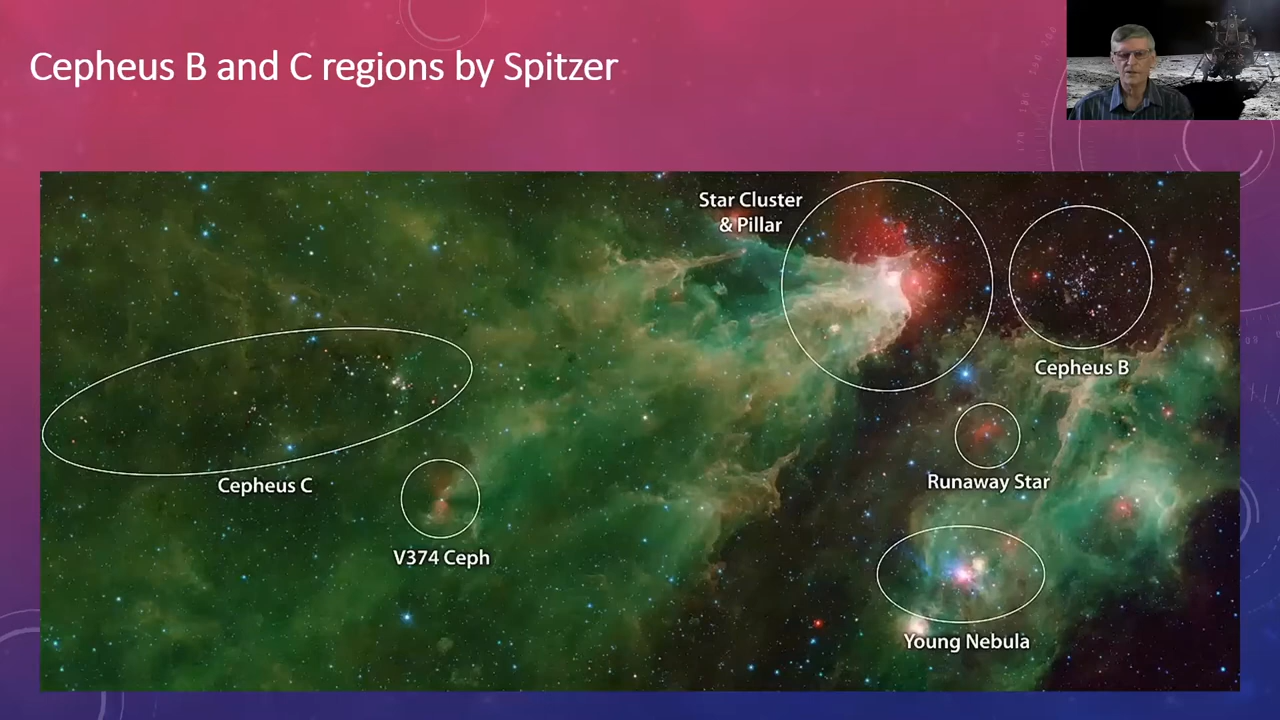 Cepheus B and C regions by Spitzer
Star Cluster
& Pillar
Cepheus B
Runaway Star
Cepheus C
V374 Ceph
Young Nebula